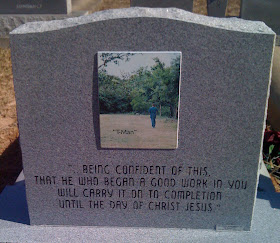 "...BEING CONFIDENT OF THIS,
THAT HE WHO BEGAN A GOOD WORK IN YOU
WILL CARRY IT ON TO COMPLETION
UNTIL THE DAY OF CHRIST JESUS."